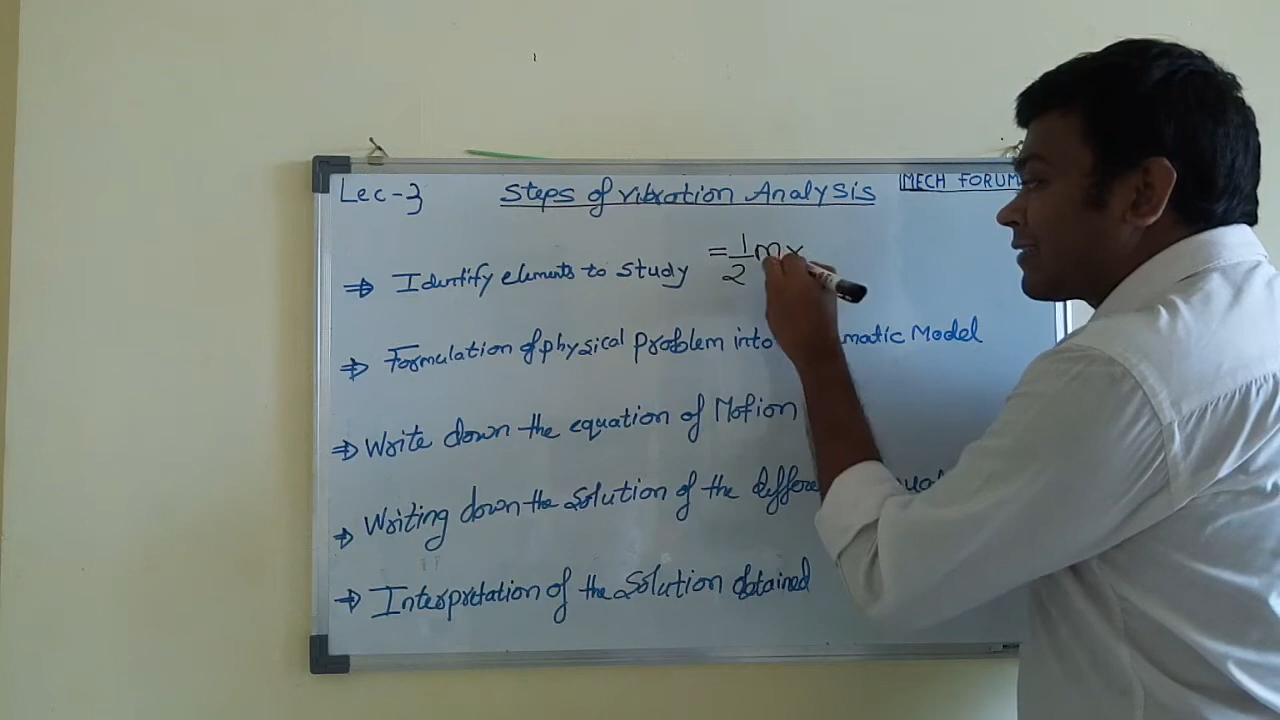 Lec-3 Steps of Vibration Analysis MECH FORUM
⇒ Identify elements to study = 1/2 mx
⇒ Formulation of physical problem into matic Model
⇒ Write down the equation of Motion
⇒ Writing down the Solution of the differe
⇒ Interpretation of the Solution obtained